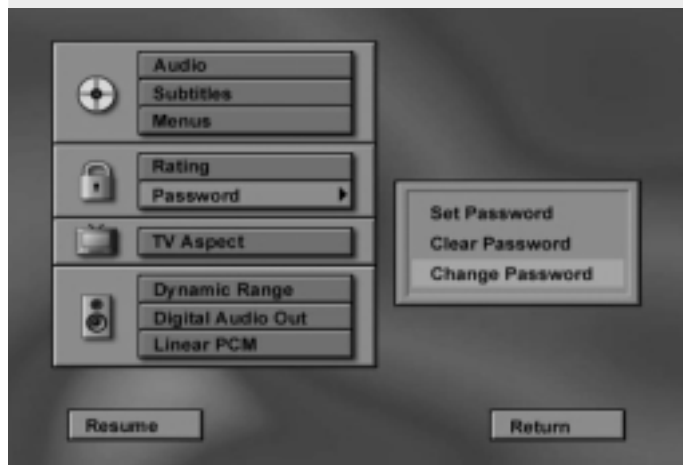 Audio
Subtitles
Menus
Rating
Password
TV Aspect
Dynamic Range
Digital Audio Out
Linear PCM
Set Password
Clear Password
Change Password
Resume
Return